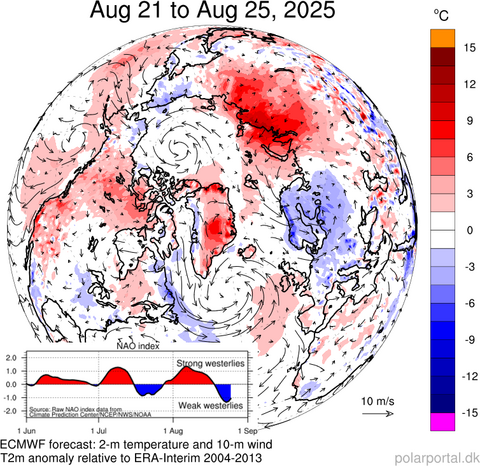 Aug 21 to Aug 25, 2025
°C
15
12
9
6
3
0
-3
-6
-9
-12
-15
10 m/s
NAO index
2.0
1.0
0.0
-1.0
-2.0
Strong westerlies
Weak westerlies
Source: Raw NAO index data from
Climate Prediction Center/NCEP/NWS/NOAA
1 Jun
1 Jul
1 Aug
1 Sep
ECMWF forecast: 2-m temperature and 10-m wind
T2m anomaly relative to ERA-Interim 2004-2013
polarportal.dk